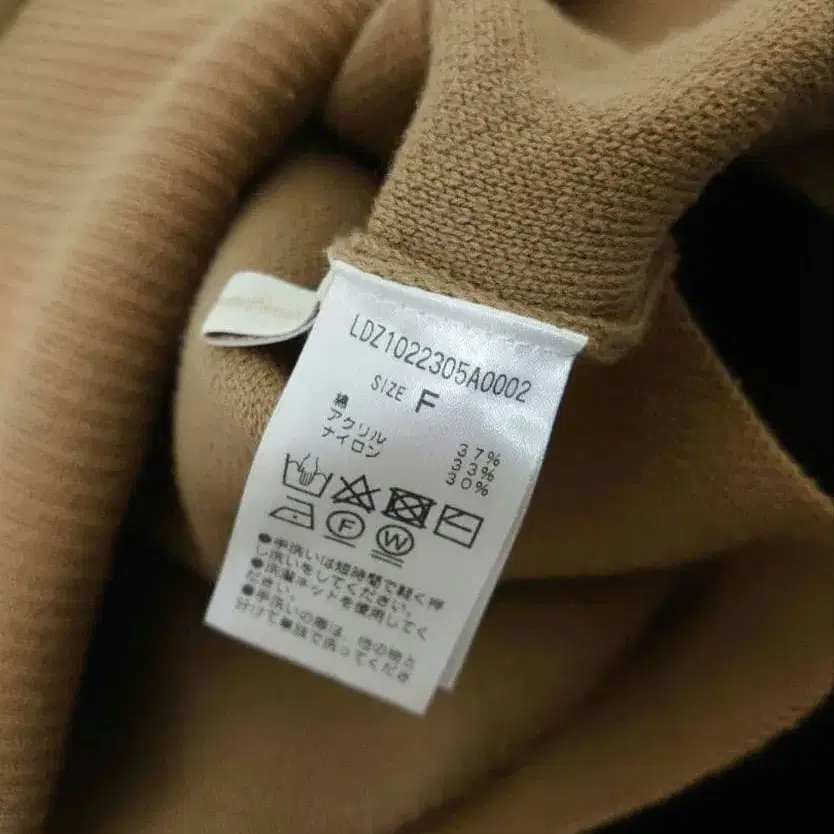 LDZ1022305A0002
SIZE F
綿 37%
アクリル 33%
ナイロン 30%
F
W
●手洗いは短時間で軽く押
し洗いをしてください。
●洗濯ネットを使用してく
ださい。
●手洗いの際は、他の物と
分けて単独で洗ってくださ